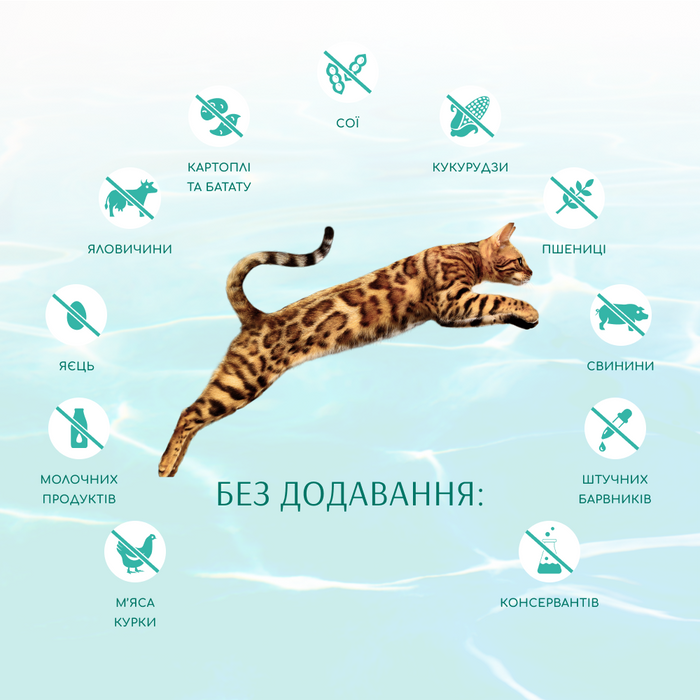 СОЇ
КАРТОПЛІ
ТА БАТАТУ
КУКУРУДЗИ
ЯЛОВИЧИНИ
ПШЕНИЦІ
ЯЄЦЬ
СВИНИНИ
МОЛОЧНИХ
ПРОДУКТІВ
ШТУЧНИХ
БАРВНИКІВ
БЕЗ ДОДАВАННЯ:
М'ЯСА
КУРКИ
КОНСЕРВАНТІВ